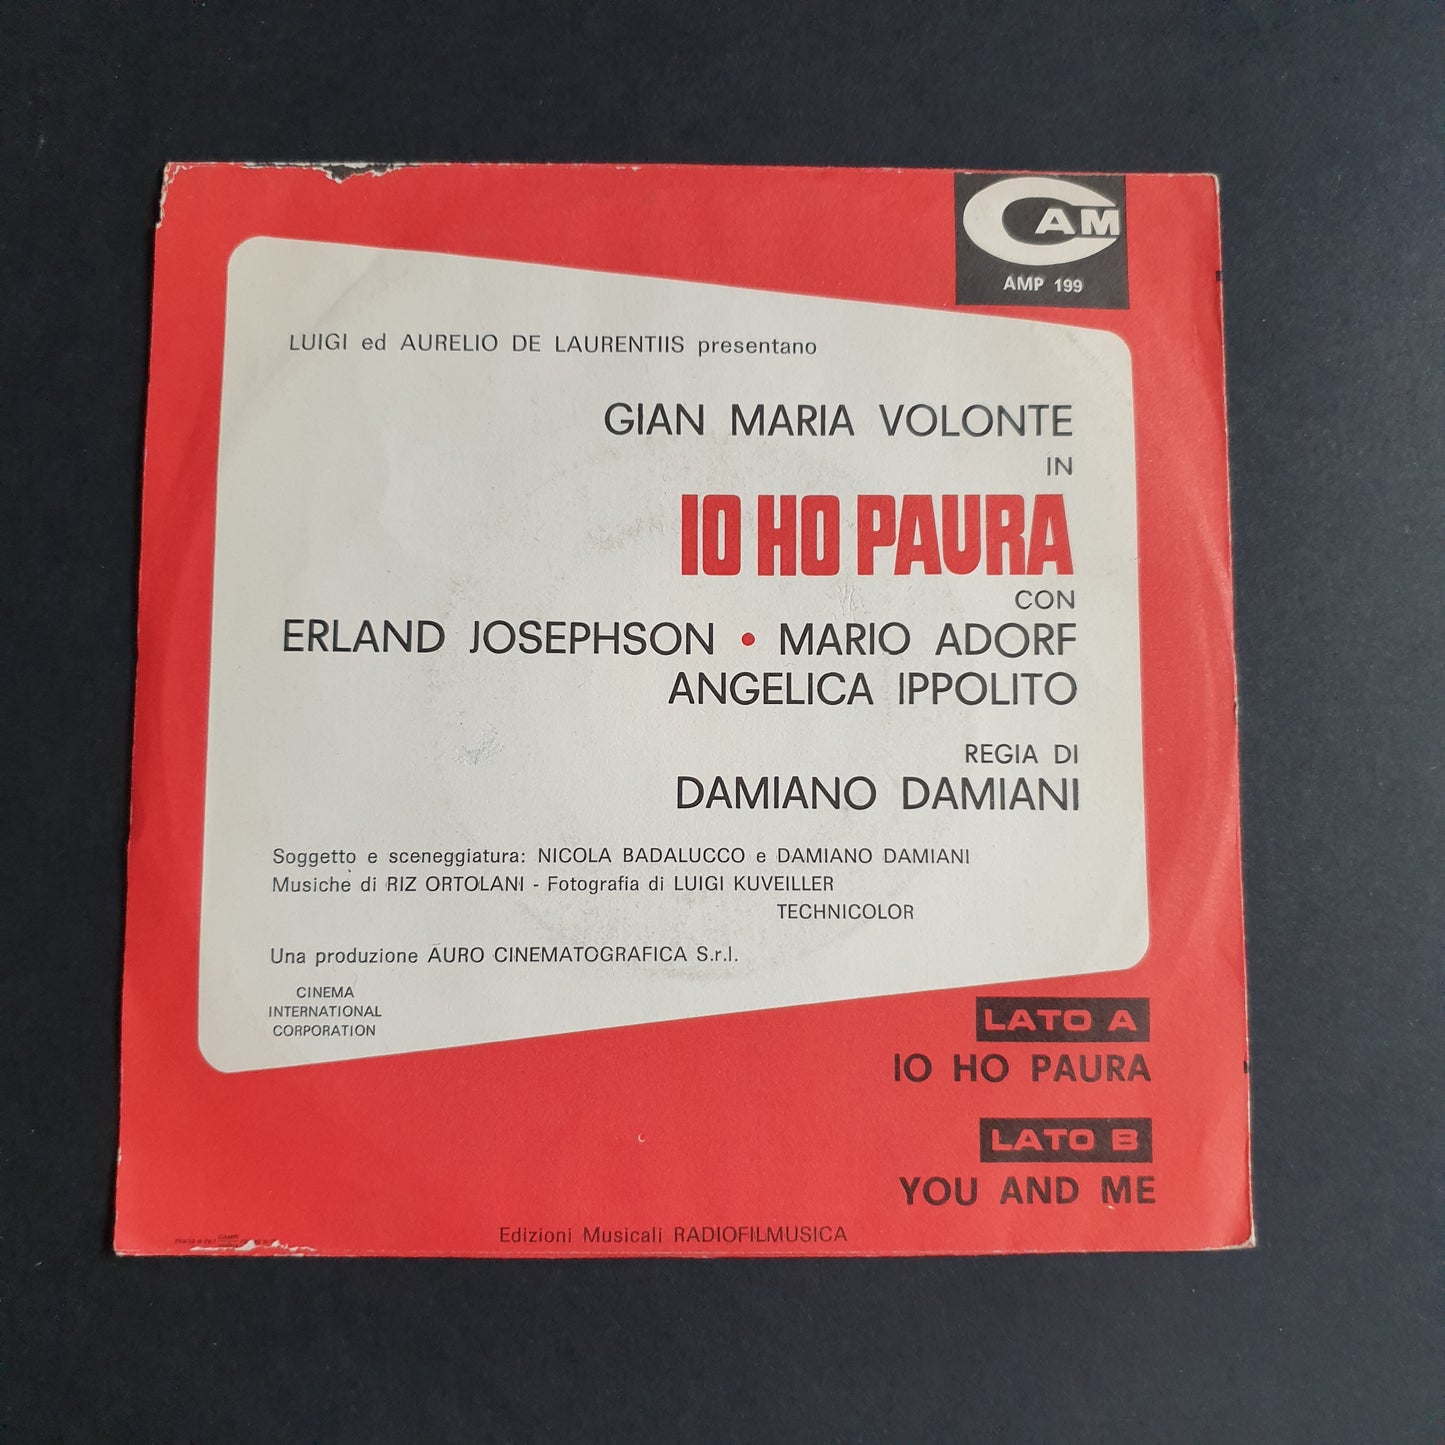 CAM
AMP 199
LUIGI ed AURELIO DE LAURENTIIS presentano
GIAN MARIA VOLONTE
IN
IO HO PAURA
CON
ERLAND JOSEPHSON • MARIO ADORF
ANGELICA IPPOLITO
REGIA DI
DAMIANO DAMIANI
Soggetto e sceneggiatura: NICOLA BADALUCCO e DAMIANO DAMIANI
Musiche di RIZ ORTOLANI - Fotografia di LUIGI KUVEILLER
TECHNICOLOR
Una produzione AURO CINEMATOGRAFICA S.r.l.
CINEMA
INTERNATIONAL
CORPORATION
LATO A
IO HO PAURA
LATO B
YOU AND ME
Edizioni Musicali RADIOFILMUSICA